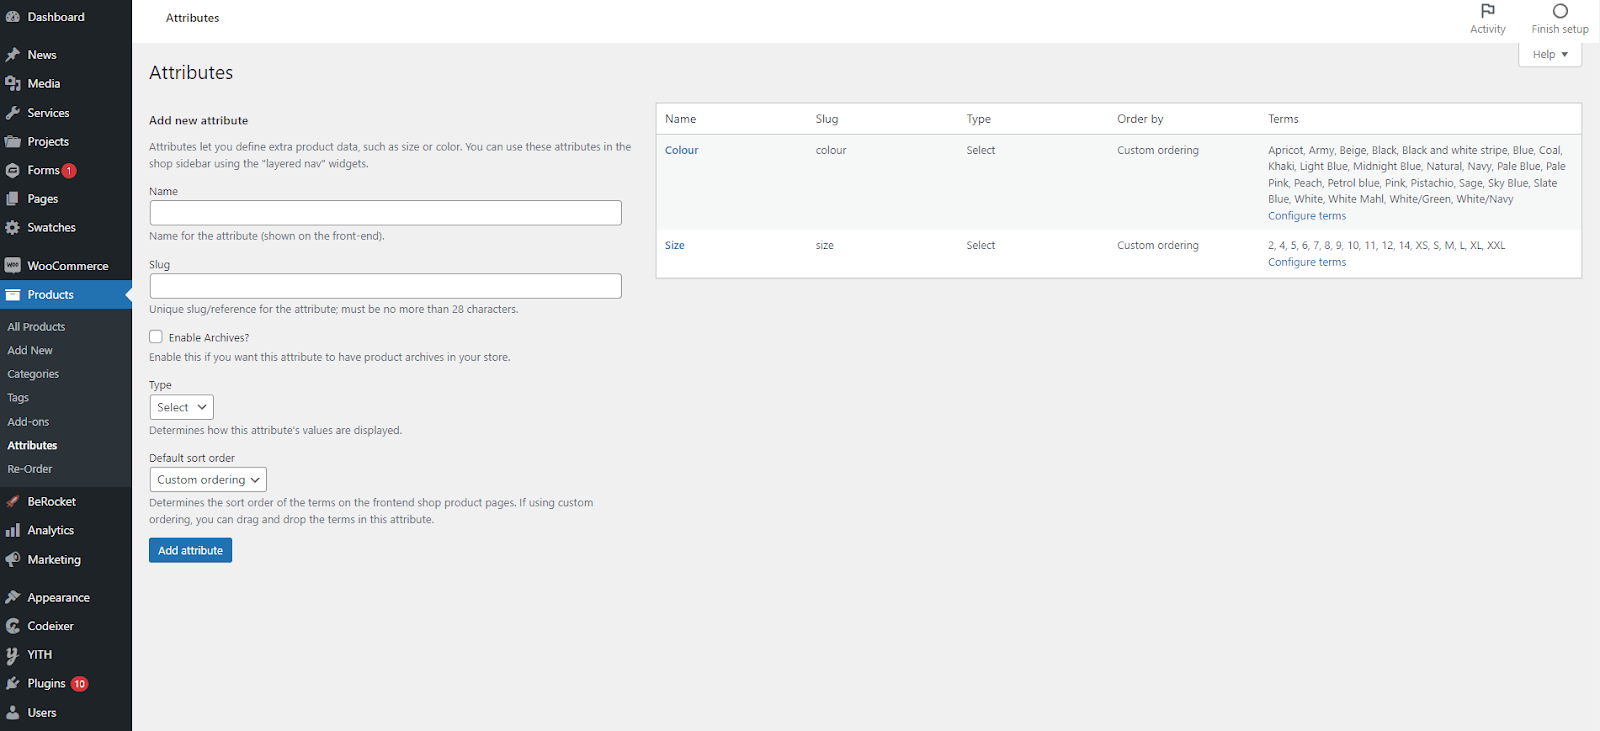 Dashboard
News
Media
Services
Projects
Forms 1
Pages
Swatches
WooCommerce
Products
All Products
Add New
Categories
Tags
Add-ons
Attributes
Re-Order
BeRocket
Analytics
Marketing
Appearance
Codeixer
YITH
Plugins 10
Users
Attributes
Activity
Finish setup
Help
Attributes
Add new attribute
Attributes let you define extra product data, such as size or color. You can use these attributes in the
shop sidebar using the "layered nav" widgets.
Name
Name for the attribute (shown on the front-end).
Slug
Unique slug/reference for the attribute; must be no more than 28 characters.
Enable Archives?
Enable this if you want this attribute to have product archives in your store.
Type
Select
Determines how this attribute's values are displayed.
Default sort order
Custom ordering
Determines the sort order of the terms on the frontend shop product pages. If using custom
ordering, you can drag and drop the terms in this attribute.
Add attribute
Name Slug Type Order by Terms
Colour colour Select Custom ordering Apricot, Army, Beige, Black, Black and white stripe, Blue, Coal,
Khaki, Light Blue, Midnight Blue, Natural, Navy, Pale Blue, Pale
Pink, Peach, Petrol blue, Pink, Pistachio, Sage, Sky Blue, Slate
Blue, White, White Mahl, White/Green, White/Navy
Configure terms
Size size Select Custom ordering 2, 4, 5, 6, 7, 8, 9, 10, 11, 12, 14, XS, S, M, L, XL, XXL
Configure terms